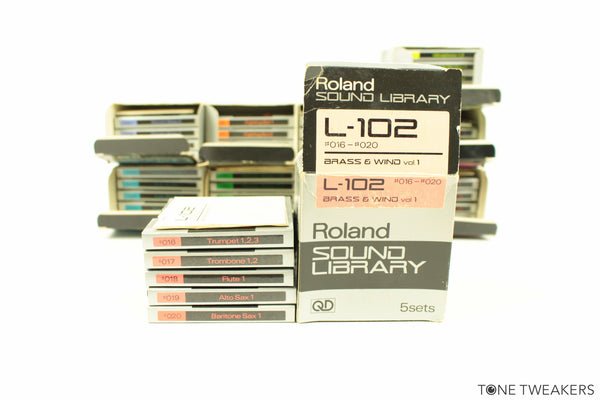 Roland
SOUND LIBRARY
L-102
#016-#020
BRASS & WIND vol 1
L-102 #016-#020
BRASS & WIND vol 1
Roland
SOUND
LIBRARY
QD
5sets
#016 Trumpet 1,2,3
#017 Trombone 1,2
#018 Flute 1
#019 Alto Sax 1
#020 Baritone Sax 1
TONE TWEAKERS